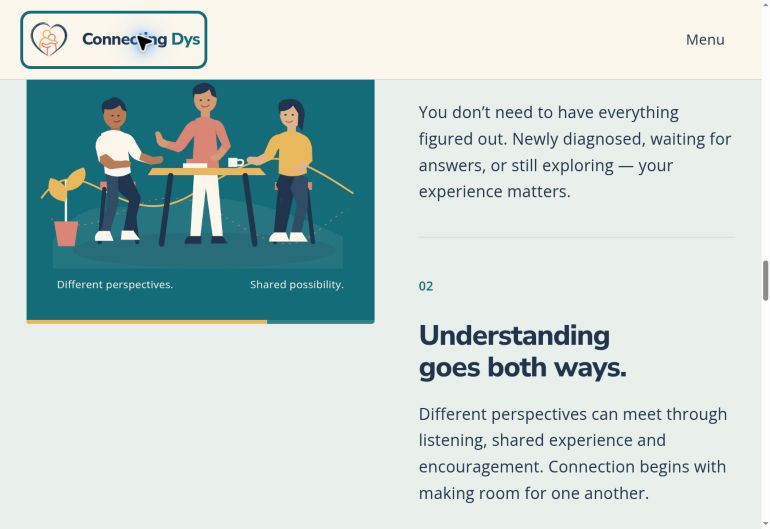 Connecting Dys
Menu
You don’t need to have everything
figured out. Newly diagnosed, waiting for
answers, or still exploring — your
experience matters.
Different perspectives.
Shared possibility.
02
Understanding
goes both ways.
Different perspectives can meet through
listening, shared experience and
encouragement. Connection begins with
making room for one another.